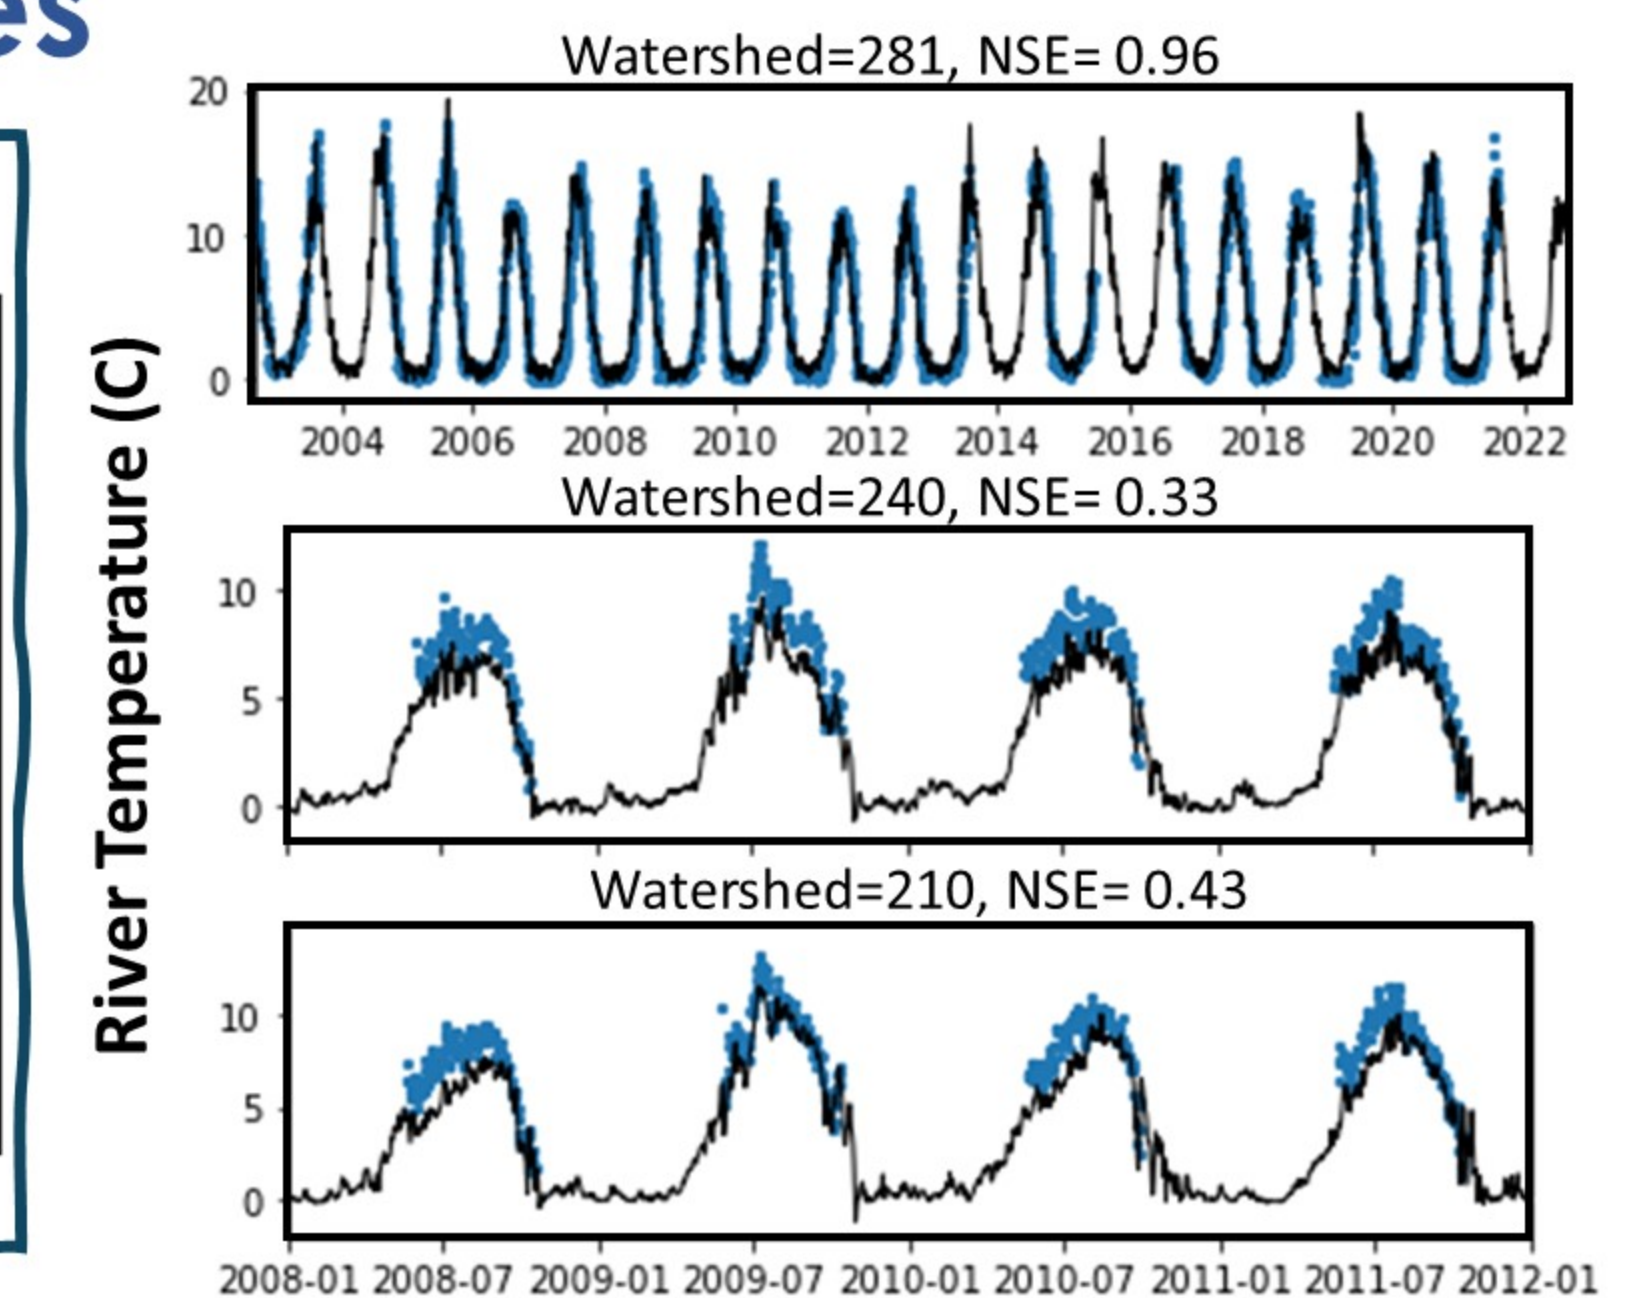 es
Watershed=281, NSE= 0.96
20
10
0
2004 2006 2008 2010 2012 2014 2016 2018 2020 2022
River Temperature (C)
Watershed=240, NSE= 0.33
10
5
0
Watershed=210, NSE= 0.43
10
5
0
2008-01 2008-07 2009-01 2009-07 2010-01 2010-07 2011-01 2011-07 2012-01